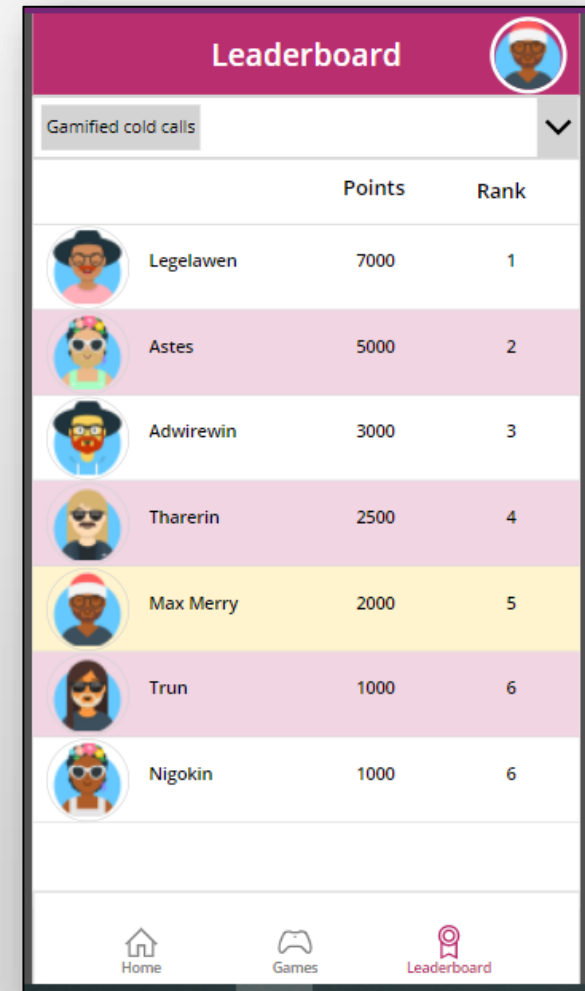 Leaderboard
Gamified cold calls
Points Rank
Legelawen 7000 1
Astes 5000 2
Adwirewin 3000 3
Tharerin 2500 4
Max Merry 2000 5
Trun 1000 6
Nigokin 1000 6
Home Games Leaderboard